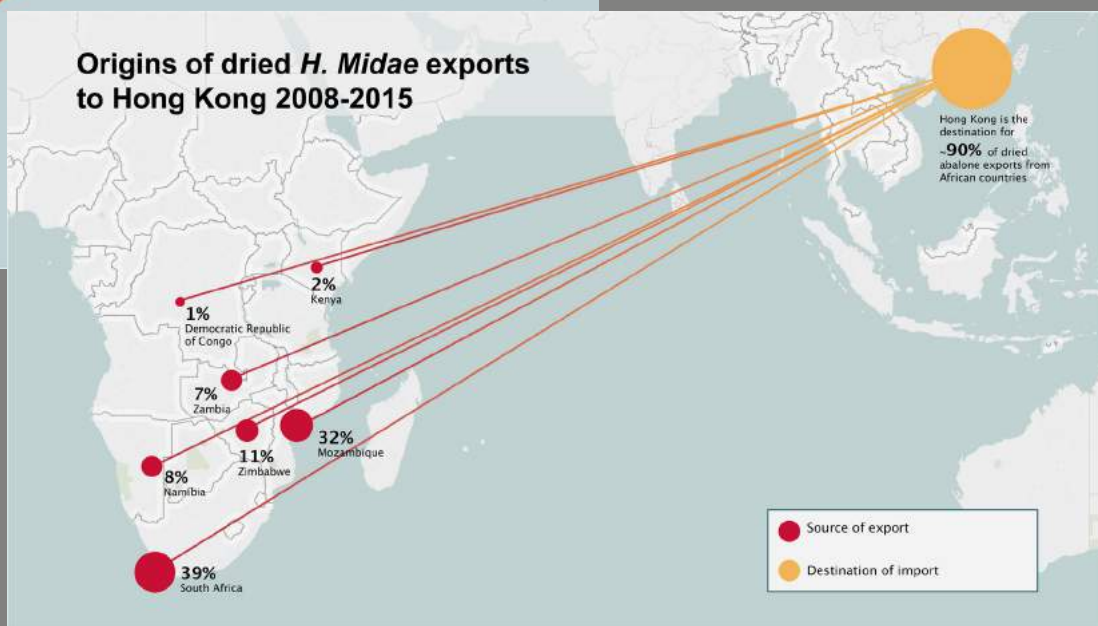 Origins of dried H. Midae exports
to Hong Kong 2008-2015
Hong Kong is the
destination for
~90% of dried
abalone exports from
African countries
2%
Kenya
1%
Democratic Republic
of Congo
7%
Zambia
32%
Mozambique
11%
Zimbabwe
8%
Namibia
39%
South Africa
Source of export
Destination of import